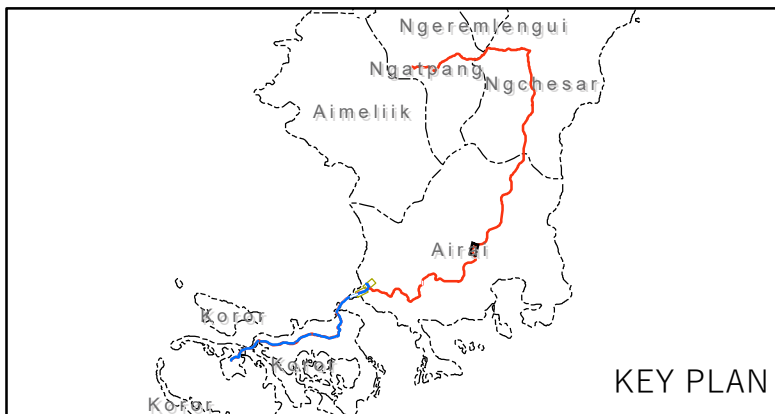 Ngeremlengui
Ngatpang
Ngchesar
Aimeliik
Airai
Koror
Koror
Koror
KEY PLAN